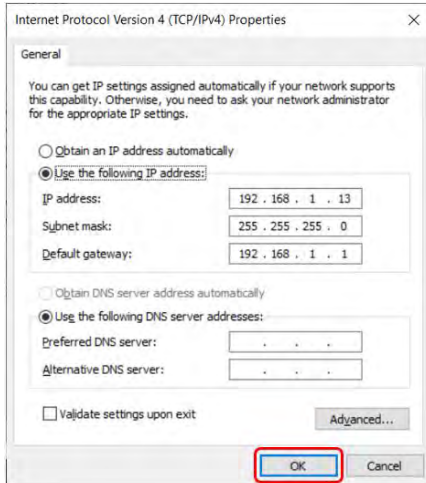 Internet Protocol Version 4 (TCP/IPv4) Properties
General
You can get IP settings assigned automatically if your network supports
this capability. Otherwise, you need to ask your network administrator
for the appropriate IP settings.
Obtain an IP address automatically
Use the following IP address:
IP address: 192 . 168 . 1 . 13
Subnet mask: 255 . 255 . 255 . 0
Default gateway: 192 . 168 . 1 . 1
Obtain DNS server address automatically
Use the following DNS server addresses:
Preferred DNS server: . . .
Alternative DNS server: . . .
Validate settings upon exit
Advanced...
OK Cancel